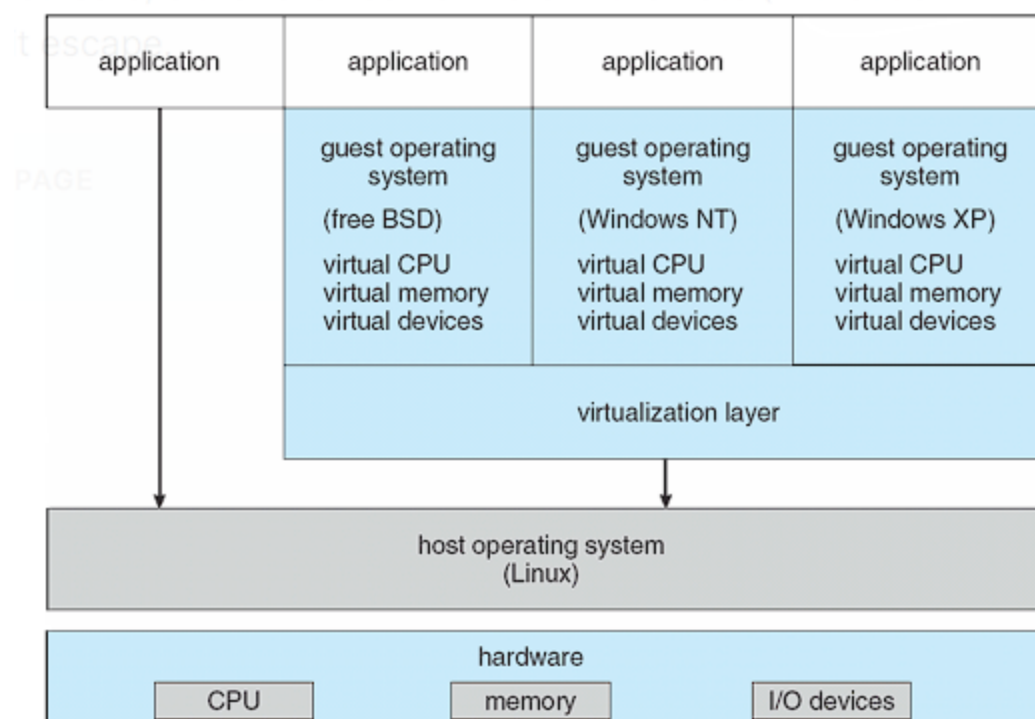 t escape.
application
application
application
application
PAGE
guest operating
system
(free BSD)
virtual CPU
virtual memory
virtual devices
guest operating
system
(Windows NT)
virtual CPU
virtual memory
virtual devices
guest operating
system
(Windows XP)
virtual CPU
virtual memory
virtual devices
virtualization layer
host operating system
(Linux)
hardware
CPU
memory
I/O devices